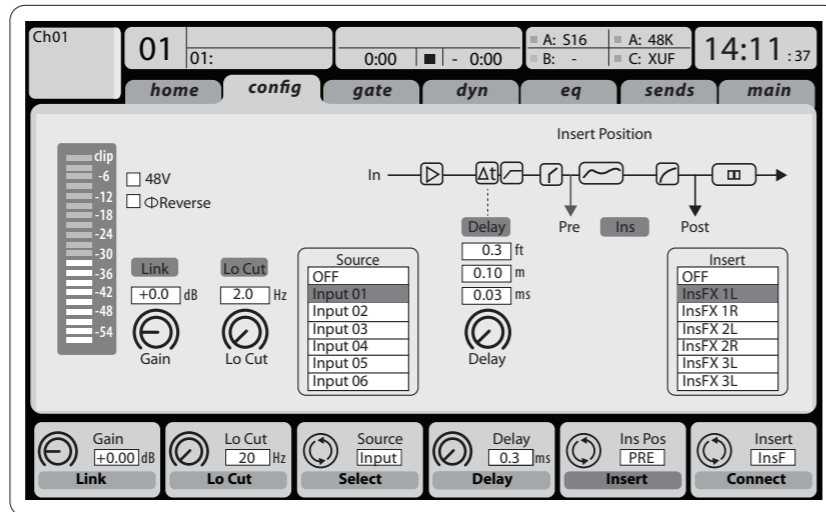 Ch01
01 01:
0:00 - 0:00
A: S16 A: 48K
B: - C: XUF
14:11 :37
home config gate dyn eq sends main
Insert Position
clip
-6
-12
-18
-24
-30
-36
-42
-48
-54
48V
ΦReverse
In
Δt
Pre Ins Post
Delay
0.3 ft
0.10 m
0.03 ms
Delay
Link
+0.0 dB
Gain
Lo Cut
2.0 Hz
Lo Cut
Source
OFF
Input 01
Input 02
Input 03
Input 04
Input 05
Input 06
Insert
OFF
InsFX 1L
InsFX 1R
InsFX 2L
InsFX 2R
InsFX 3L
InsFX 3L
Gain
+0.00 dB
Link
Lo Cut
20 Hz
Lo Cut
Source
Input
Select
Delay
0.3 ms
Delay
Ins Pos
PRE
Insert
Insert
InsF
Connect